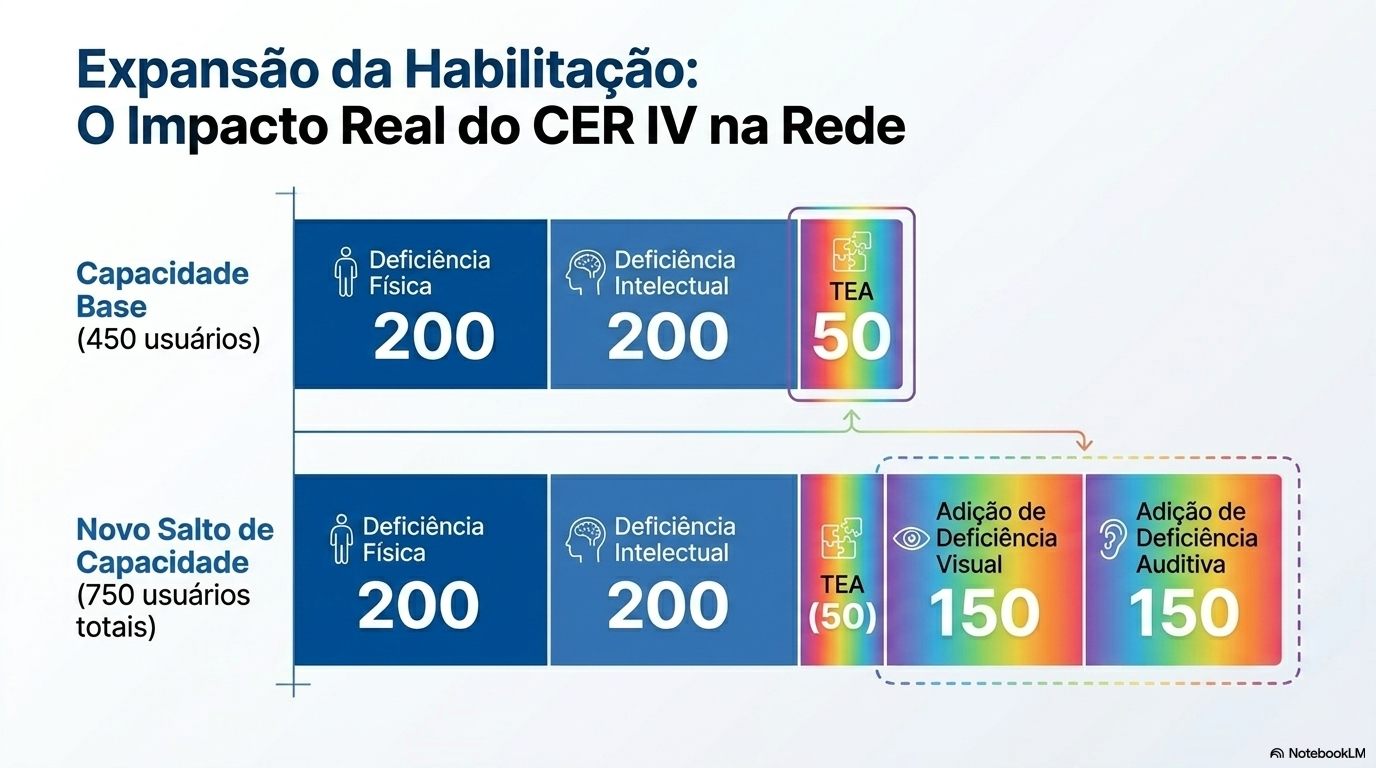 Expansão da Habilitação:
O Impacto Real do CER IV na Rede
Capacidade
Base
(450 usuários)
Deficiência
Física
200
Deficiência
Intelectual
200
TEA
50
Novo Salto de
Capacidade
(750 usuários
totais)
Deficiência
Física
200
Deficiência
Intelectual
200
TEA
(50)
Adição de
Deficiência
Visual
150
Adição de
Deficiência
Auditiva
150
NotebookLM